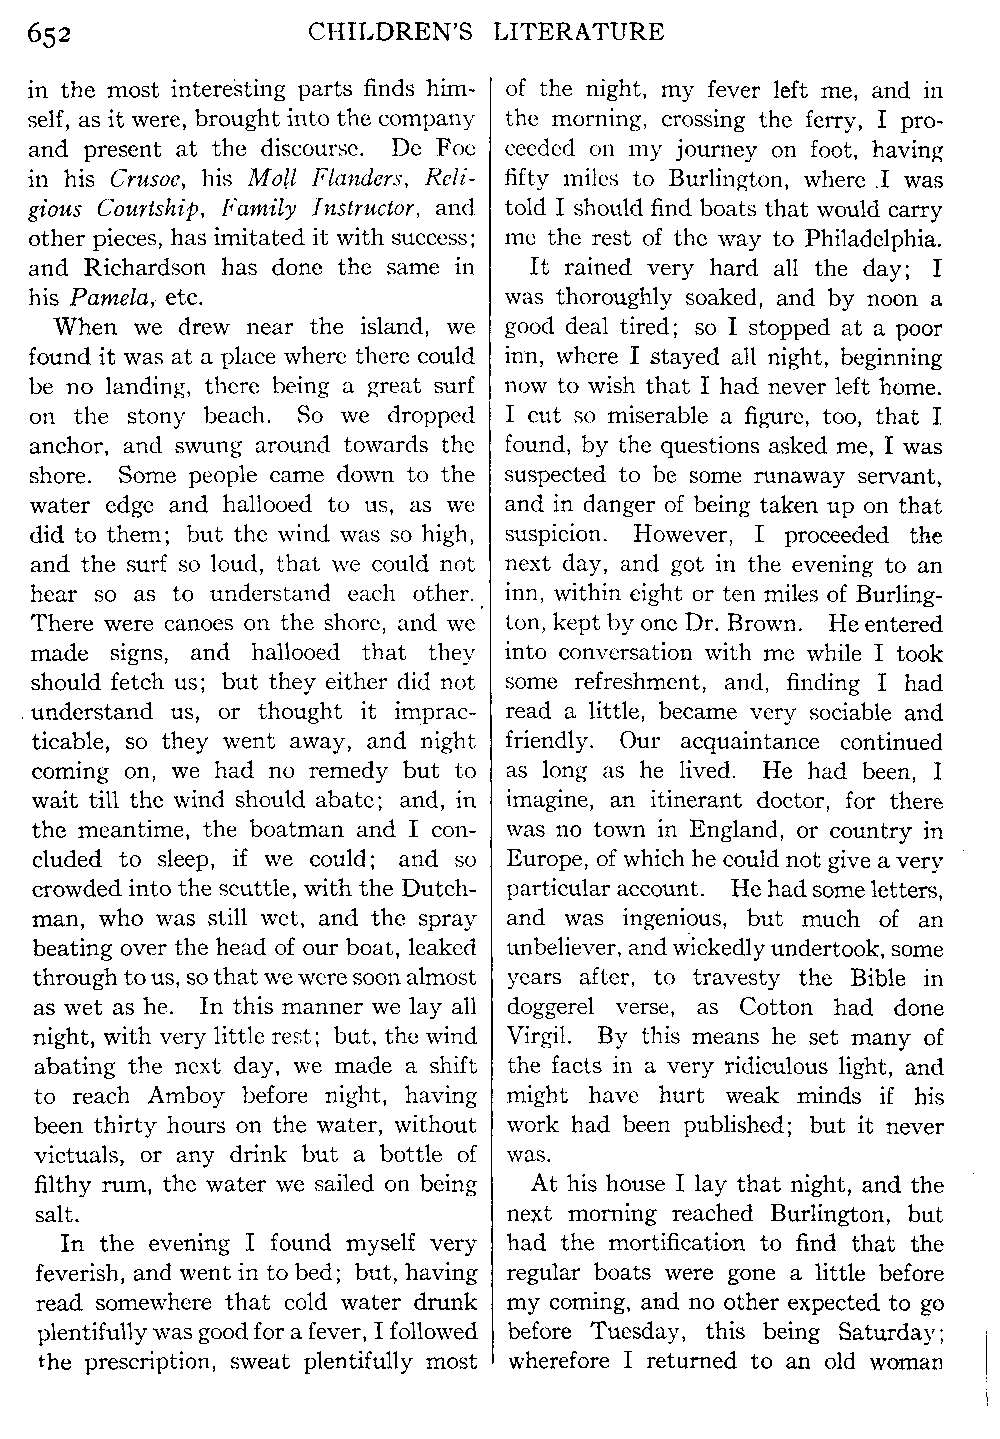 652 CHILDREN'S LITERATURE
in the most interesting parts finds him-
self, as it were, brought into the company
and present at the discourse. De Foe
in his Crusoe, his Moll Flanders, Reli-
gious Courtship, Family Instructor, and
other pieces, has imitated it with success;
and Richardson has done the same in
his Pamela, etc.
When we drew near the island, we
found it was at a place where there could
be no landing, there being a great surf
on the stony beach. So we dropped
anchor, and swung around towards the
shore. Some people came down to the
water edge and hallooed to us, as we
did to them; but the wind was so high,
and the surf so loud, that we could not
hear so as to understand each other.
There were canoes on the shore, and we
made signs, and hallooed that they
should fetch us; but they either did not
understand us, or thought it imprac-
ticable, so they went away, and night
coming on, we had no remedy but to
wait till the wind should abate; and, in
the meantime, the boatman and I con-
cluded to sleep, if we could; and so
crowded into the scuttle, with the Dutch-
man, who was still wet, and the spray
beating over the head of our boat, leaked
through to us, so that we were soon almost
as wet as he. In this manner we lay all
night, with very little rest; but, the wind
abating the next day, we made a shift
to reach Amboy before night, having
been thirty hours on the water, without
victuals, or any drink but a bottle of
filthy rum, the water we sailed on being
salt.
In the evening I found myself very
feverish, and went in to bed; but, having
read somewhere that cold water drunk
plentifully was good for a fever, I followed
the prescription, sweat plentifully most
of the night, my fever left me, and in
the morning, crossing the ferry, I pro-
ceeded on my journey on foot, having
fifty miles to Burlington, where I was
told I should find boats that would carry
me the rest of the way to Philadelphia.
It rained very hard all the day; I
was thoroughly soaked, and by noon a
good deal tired; so I stopped at a poor
inn, where I stayed all night, beginning
now to wish that I had never left home.
I cut so miserable a figure, too, that I
found, by the questions asked me, I was
suspected to be some runaway servant,
and in danger of being taken up on that
suspicion. However, I proceeded the
next day, and got in the evening to an
inn, within eight or ten miles of Burling-
ton, kept by one Dr. Brown. He entered
into conversation with me while I took
some refreshment, and, finding I had
read a little, became very sociable and
friendly. Our acquaintance continued
as long as he lived. He had been, I
imagine, an itinerant doctor, for there
was no town in England, or country in
Europe, of which he could not give a very
particular account. He had some letters,
and was ingenious, but much of an
unbeliever, and wickedly undertook, some
years after, to travesty the Bible in
doggerel verse, as Cotton had done
Virgil. By this means he set many of
the facts in a very ridiculous light, and
might have hurt weak minds if his
work had been published; but it never
was.
At his house I lay that night, and the
next morning reached Burlington, but
had the mortification to find that the
regular boats were gone a little before
my coming, and no other expected to go
before Tuesday, this being Saturday;
wherefore I returned to an old woman